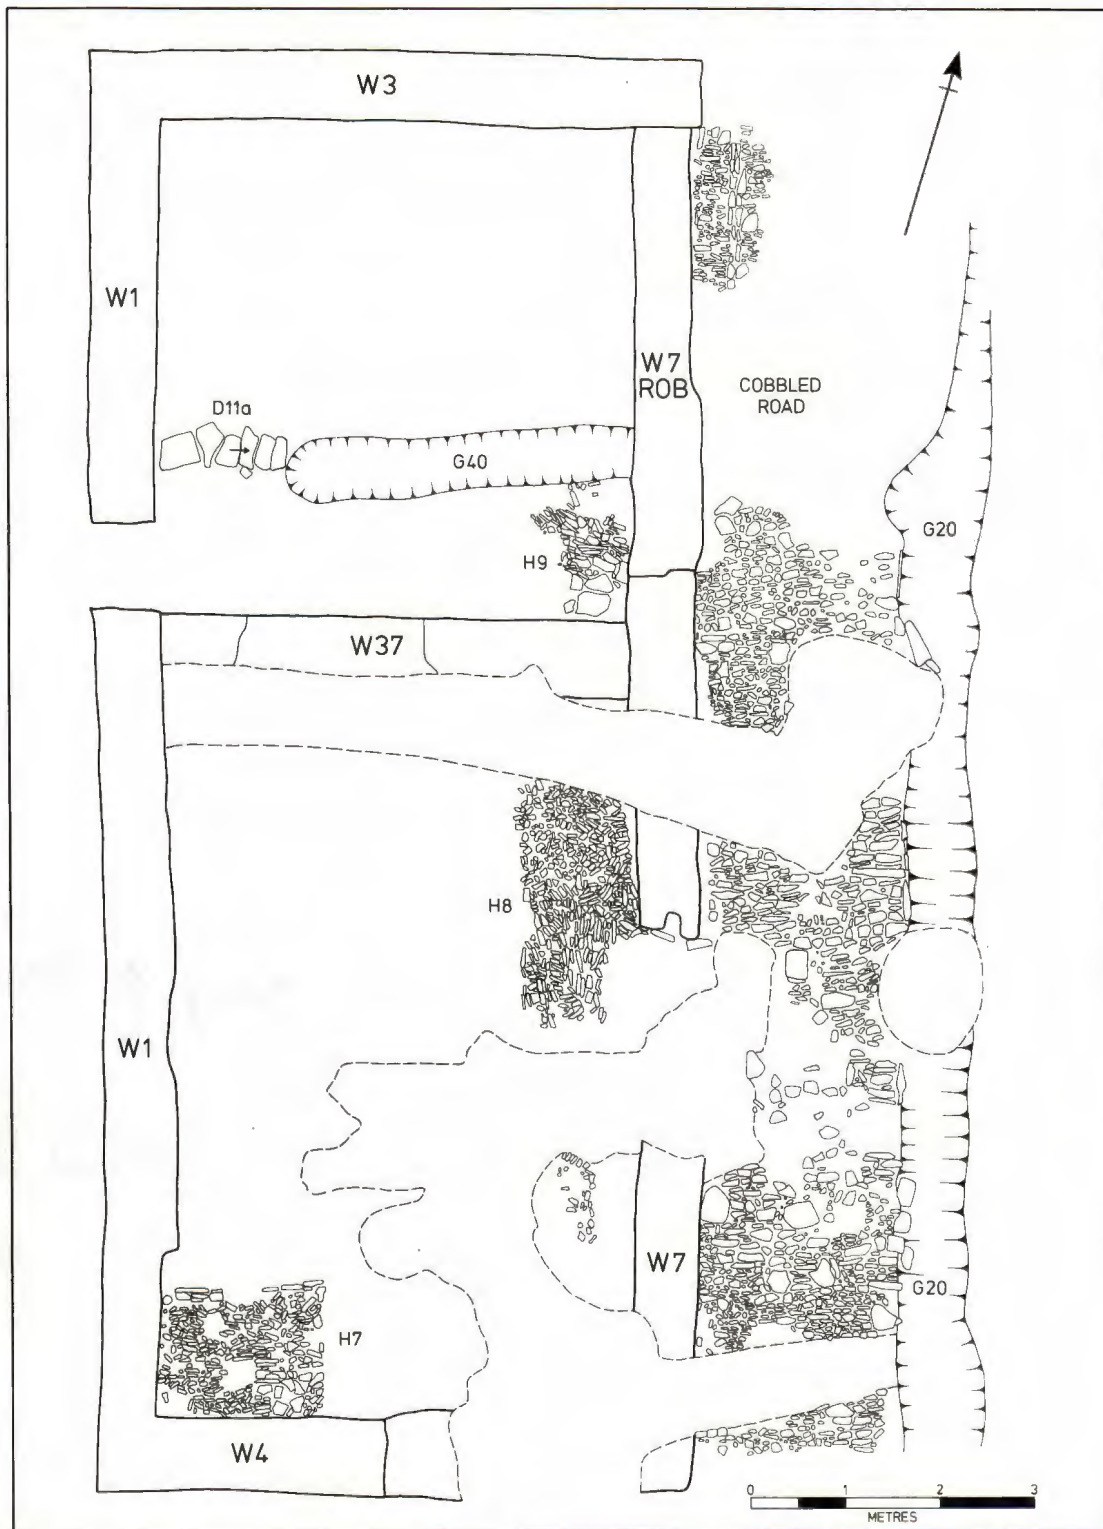 W3
W1
W7
ROB
COBBLED
ROAD
D11a
G40
G20
H9
W37
H8
W1
W7
G20
H7
W4
0 1 2 3
METRES